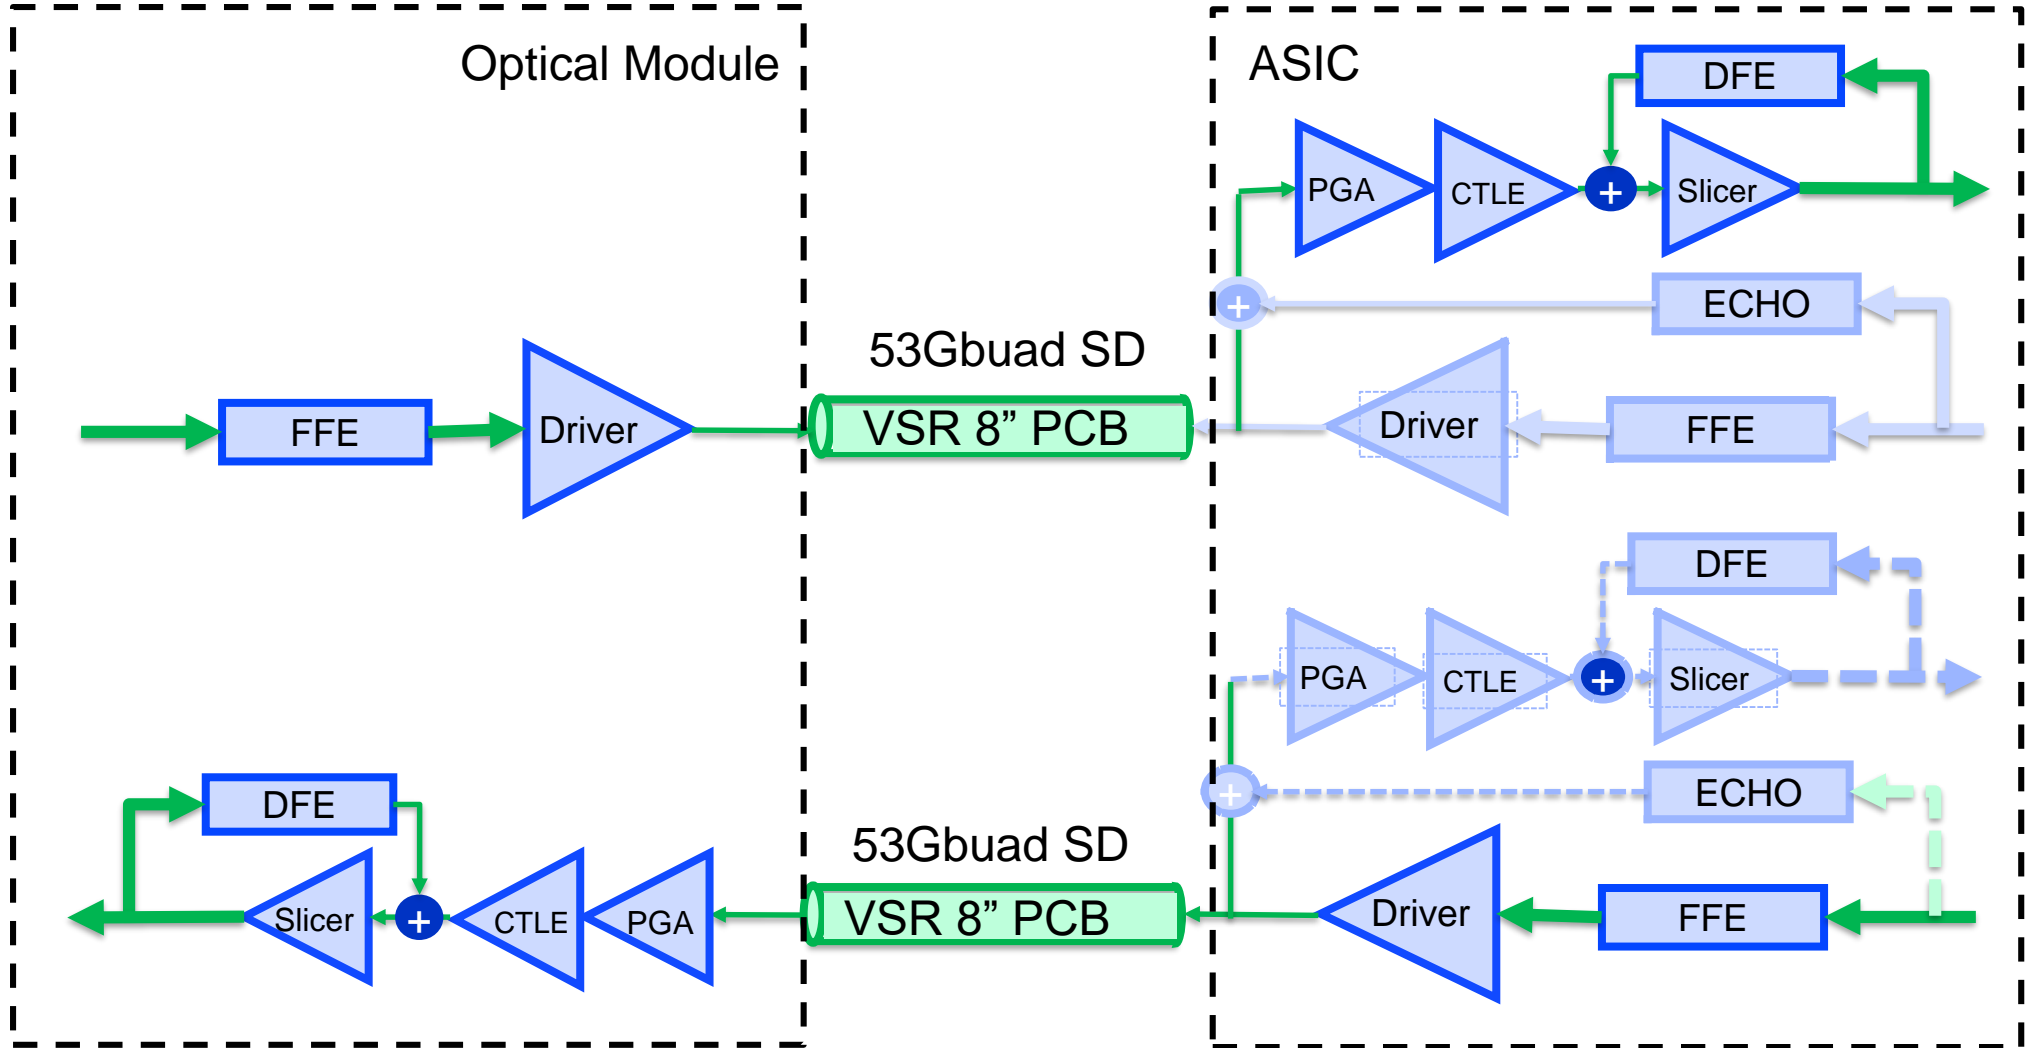 Optical Module
ASIC
DFE
PGA
CTLE
+
Slicer
+
ECHO
53Gbuad SD
FFE
Driver
VSR 8” PCB
Driver
FFE
DFE
PGA
CTLE
+
Slicer
+
ECHO
DFE
53Gbuad SD
Slicer
+
CTLE
PGA
VSR 8” PCB
Driver
FFE